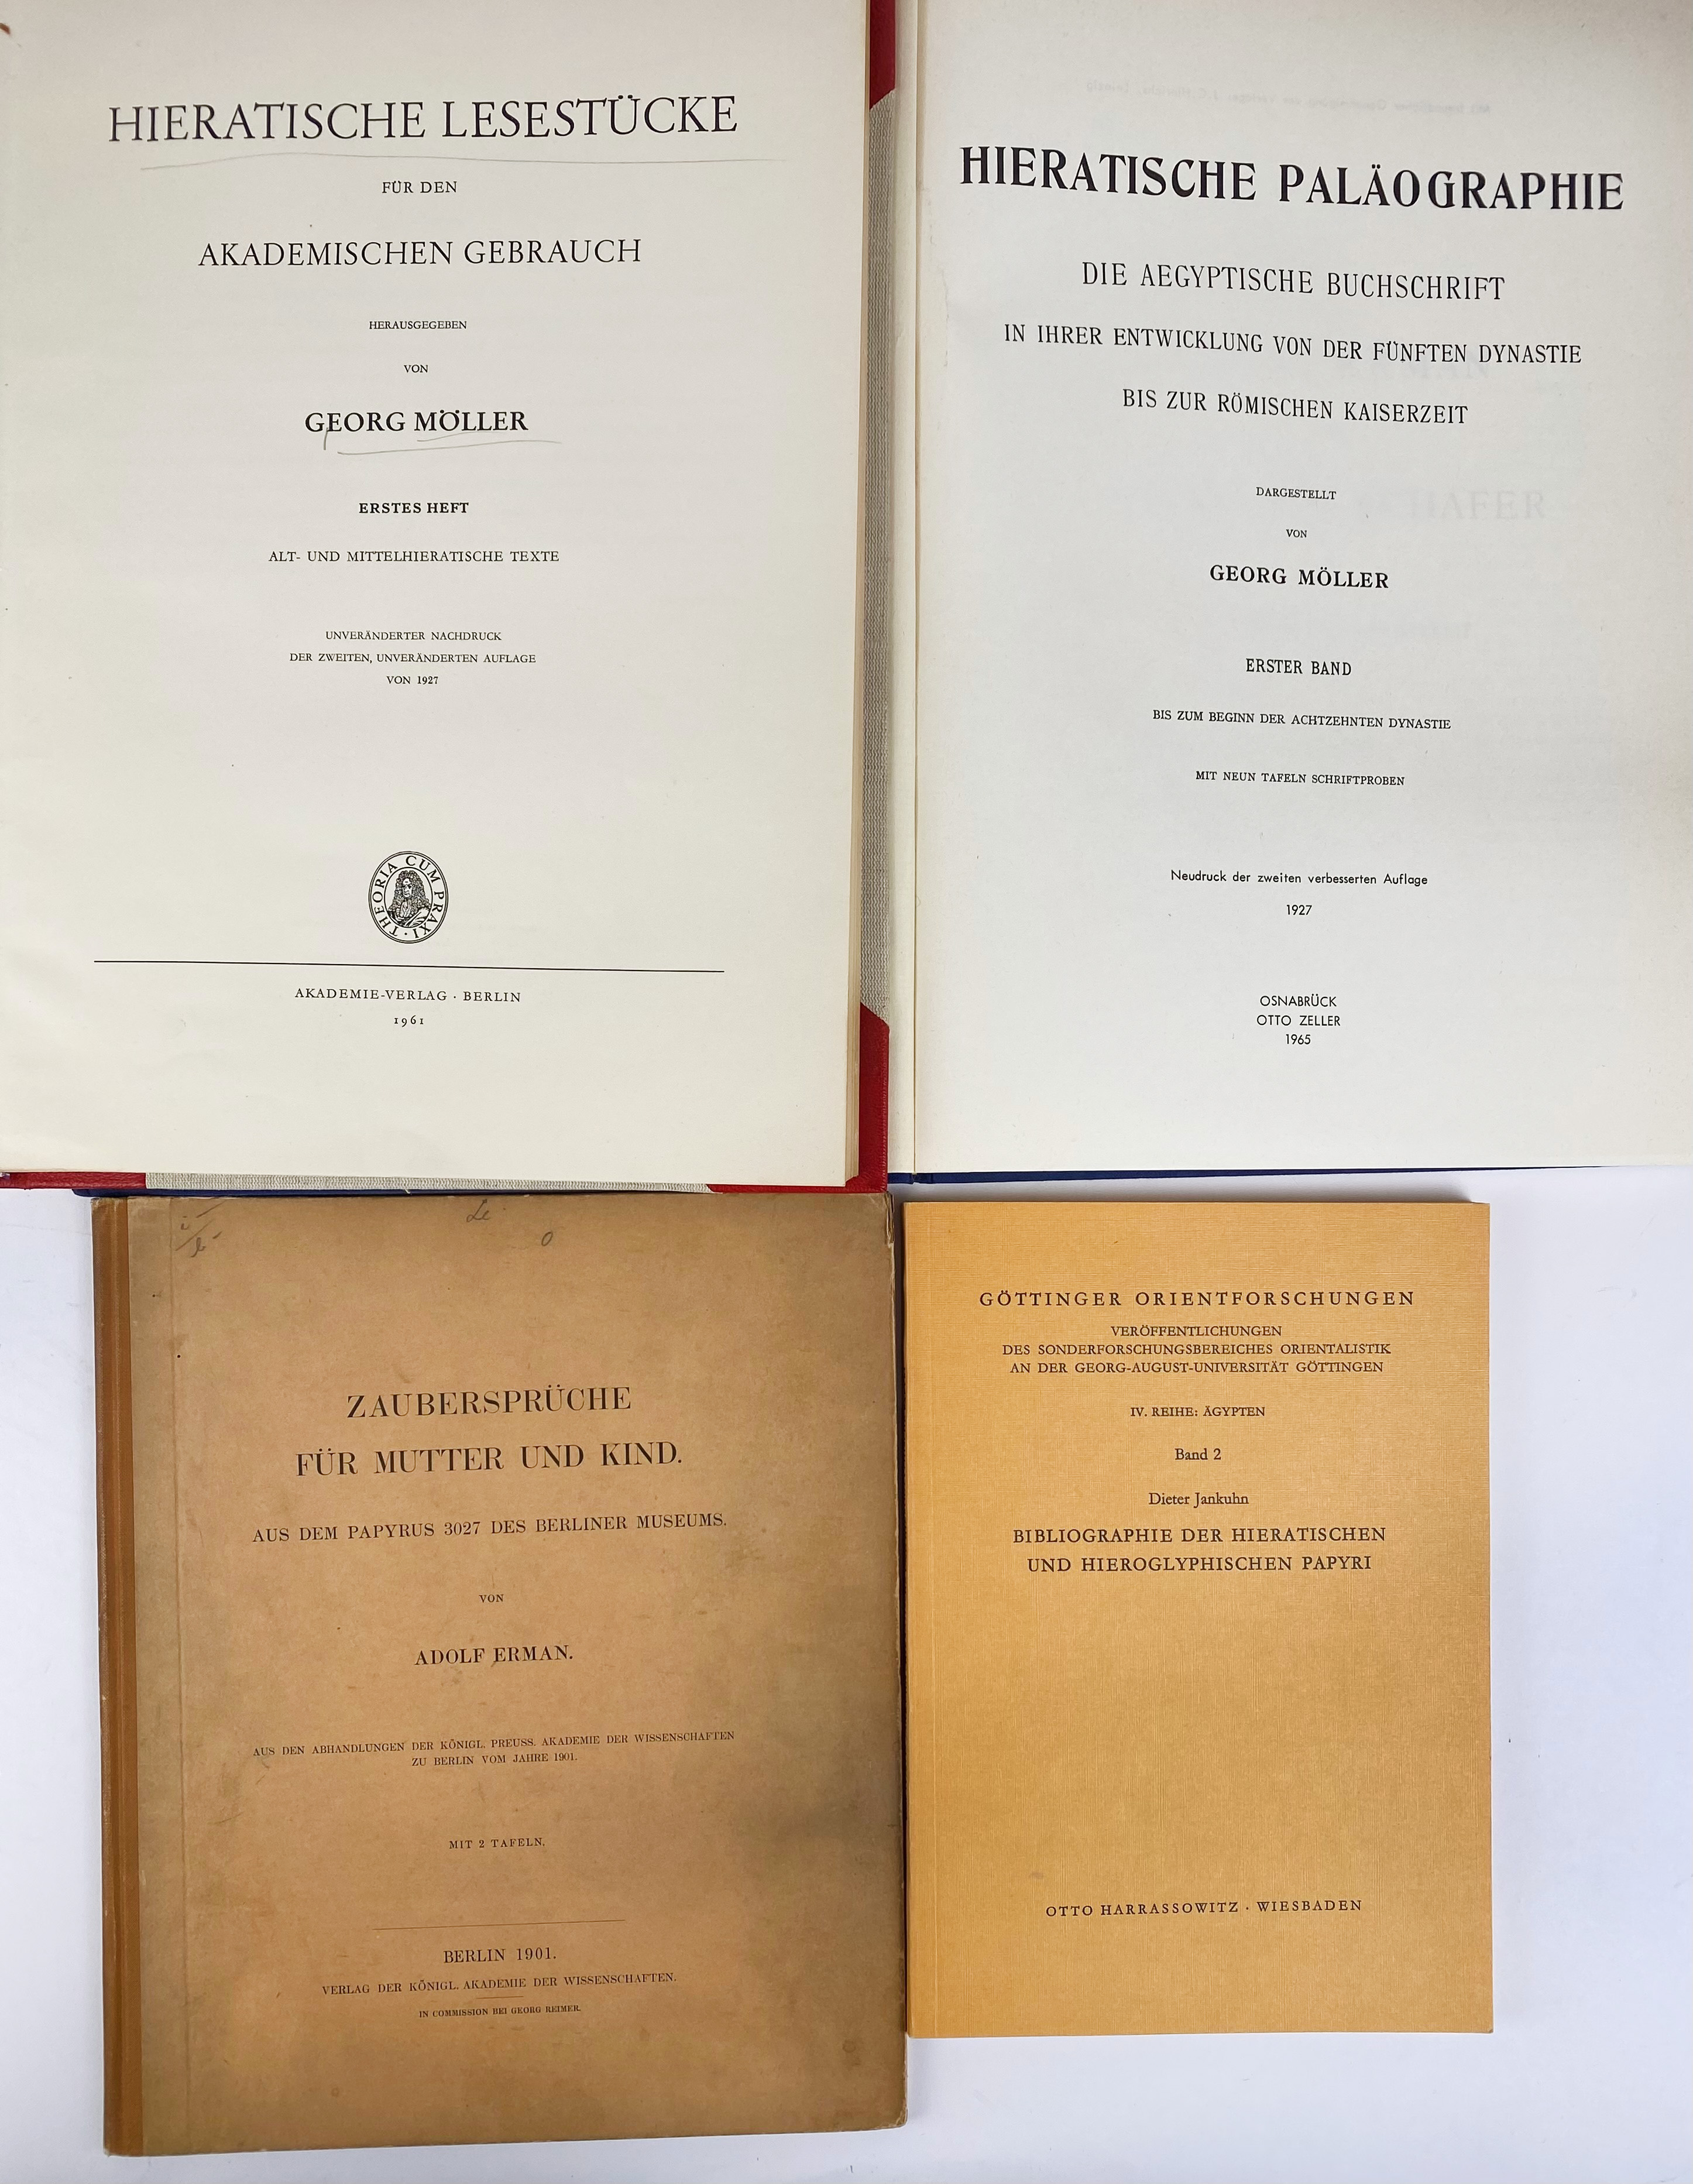 HIERATISCHE LESESTÜCKE
FÜR DEN
AKADEMISCHEN GEBRAUCH
HERAUSGEGEBEN
VON
GEORG MÖLLER
ERSTES HEFT
ALT- UND MITTELHIERATISCHE TEXTE
UNVERÄNDERTER NACHDRUCK
DER ZWEITEN, UNVERÄNDERTEN AUFLAGE
VON 1927
THEORIA CUM PRAXI
AKADEMIE-VERLAG · BERLIN
1961
HIERATISCHE PALÄOGRAPHIE
DIE AEGYPTISCHE BUCHSCHRIFT
IN IHRER ENTWICKLUNG VON DER FÜNFTEN DYNASTIE
BIS ZUR RÖMISCHEN KAISERZEIT
DARGESTELLT
VON
GEORG MÖLLER
ERSTER BAND
BIS ZUM BEGINN DER ACHTZEHNTEN DYNASTIE
MIT NEUN TAFELN SCHRIFTPROBEN
Neudruck der zweiten verbesserten Auflage
1927
OSNABRÜCK
OTTO ZELLER
1965
ZAUBERSPRÜCHE
FÜR MUTTER UND KIND.
AUS DEM PAPYRUS 3027 DES BERLINER MUSEUMS.
VON
ADOLF ERMAN.
AUS DEN ABHANDLUNGEN DER KÖNIGL. PREUSS. AKADEMIE DER WISSENSCHAFTEN
ZU BERLIN VOM JAHRE 1901.
MIT 2 TAFELN.
BERLIN 1901.
VERLAG DER KÖNIGL. AKADEMIE DER WISSENSCHAFTEN.
IN COMMISSION BEI GEORG REIMER.
GÖTTINGER ORIENTFORSCHUNGEN
VERÖFFENTLICHUNGEN
DES SONDERFORSCHUNGSBEREICHES ORIENTALISTIK
AN DER GEORG-AUGUST-UNIVERSITÄT GÖTTINGEN
IV. REIHE: ÄGYPTEN
Band 2
Dieter Jankuhn
BIBLIOGRAPHIE DER HIERATISCHEN
UND HIEROGLYPHISCHEN PAPYRI
OTTO HARRASSOWITZ · WIESBADEN